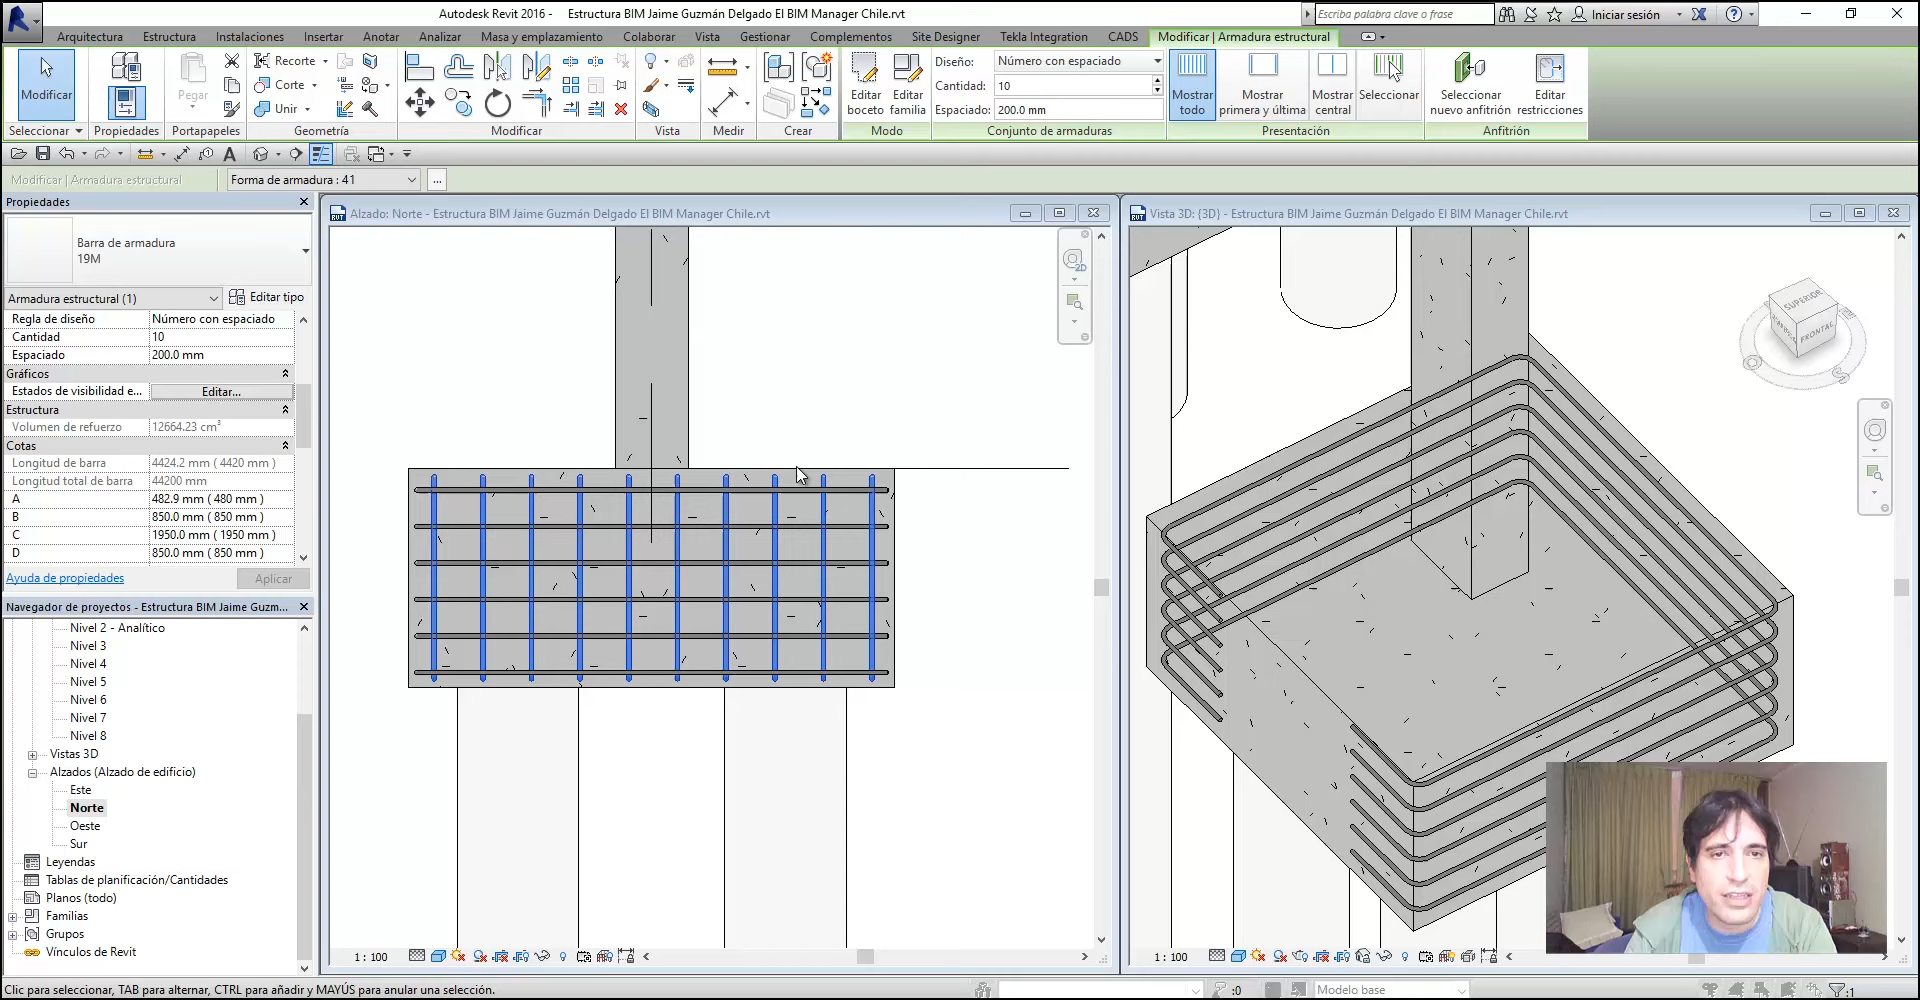 Autodesk Revit 2016 - Estructura BIM Jaime Guzmán Delgado El BIM Manager Chile.rvt
Escriba palabra clave o frase
Iniciar sesión
Arquitectura Estructura Instalaciones Insertar Anotar Analizar Masa y emplazamiento Colaborar Vista Gestionar Complementos Site Designer Tekla Integration CADS Modificar | Armadura estructural
Modificar
Pegar
Recorte
Corte
Unir
Editar boceto
Editar familia
Diseño: Número con espaciado
Cantidad: 10
Espaciado: 200.0 mm
Mostrar todo
Mostrar primera y última
Mostrar central
Seleccionar
Seleccionar nuevo anfitrión
Editar restricciones
Seleccionar Propiedades Portapapeles Geometría Modificar Vista Medir Crear Modo Conjunto de armaduras Presentación Anfitrión
Modificar | Armadura estructural
Forma de armadura : 41
...
Propiedades
Barra de armadura
19M
Armadura estructural (1)
Editar tipo
Regla de diseño Número con espaciado
Cantidad 10
Espaciado 200.0 mm
Gráficos
Estados de visibilidad e... Editar...
Estructura
Volumen de refuerzo 12664.23 cm³
Cotas
Longitud de barra 4424.2 mm ( 4420 mm )
Longitud total de barra 44200 mm
A 482.9 mm ( 480 mm )
B 850.0 mm ( 850 mm )
C 1950.0 mm ( 1950 mm )
D 850.0 mm ( 850 mm )
Ayuda de propiedades Aplicar
Navegador de proyectos - Estructura BIM Jaime Guzm...
Nivel 2 - Analítico
Nivel 3
Nivel 4
Nivel 5
Nivel 6
Nivel 7
Nivel 8
Vistas 3D
Alzados (Alzado de edificio)
Este
Norte
Oeste
Sur
Leyendas
Tablas de planificación/Cantidades
Planos (todo)
Familias
Grupos
Vínculos de Revit
Alzado: Norte - Estructura BIM Jaime Guzmán Delgado El BIM Manager Chile.rvt
2D
1 : 100
Vista 3D: {3D} - Estructura BIM Jaime Guzmán Delgado El BIM Manager Chile.rvt
SUPERIOR
FRONTAL
S
1 : 100
Clic para seleccionar, TAB para alternar, CTRL para añadir y MAYÚS para anular una selección.
:0
Modelo base
:1